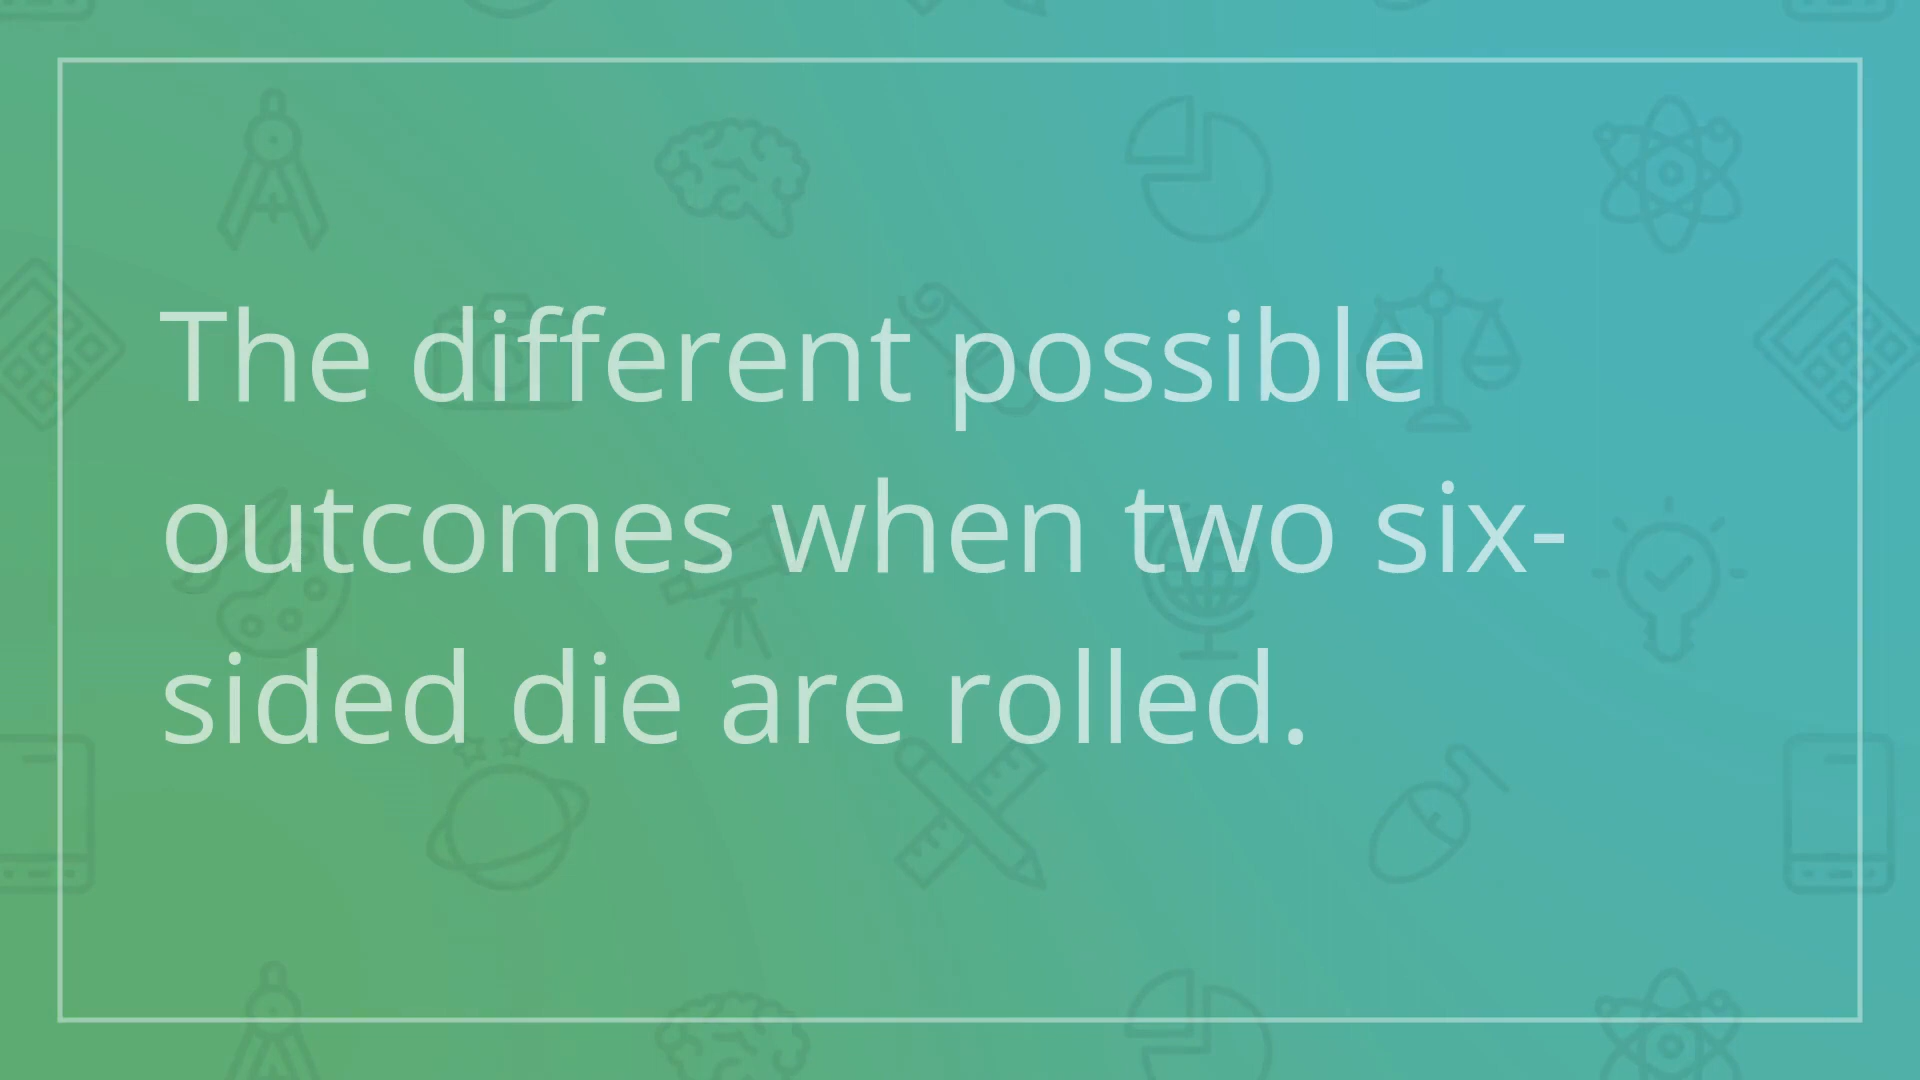 The different possible
outcomes when two six-
sided die are rolled.